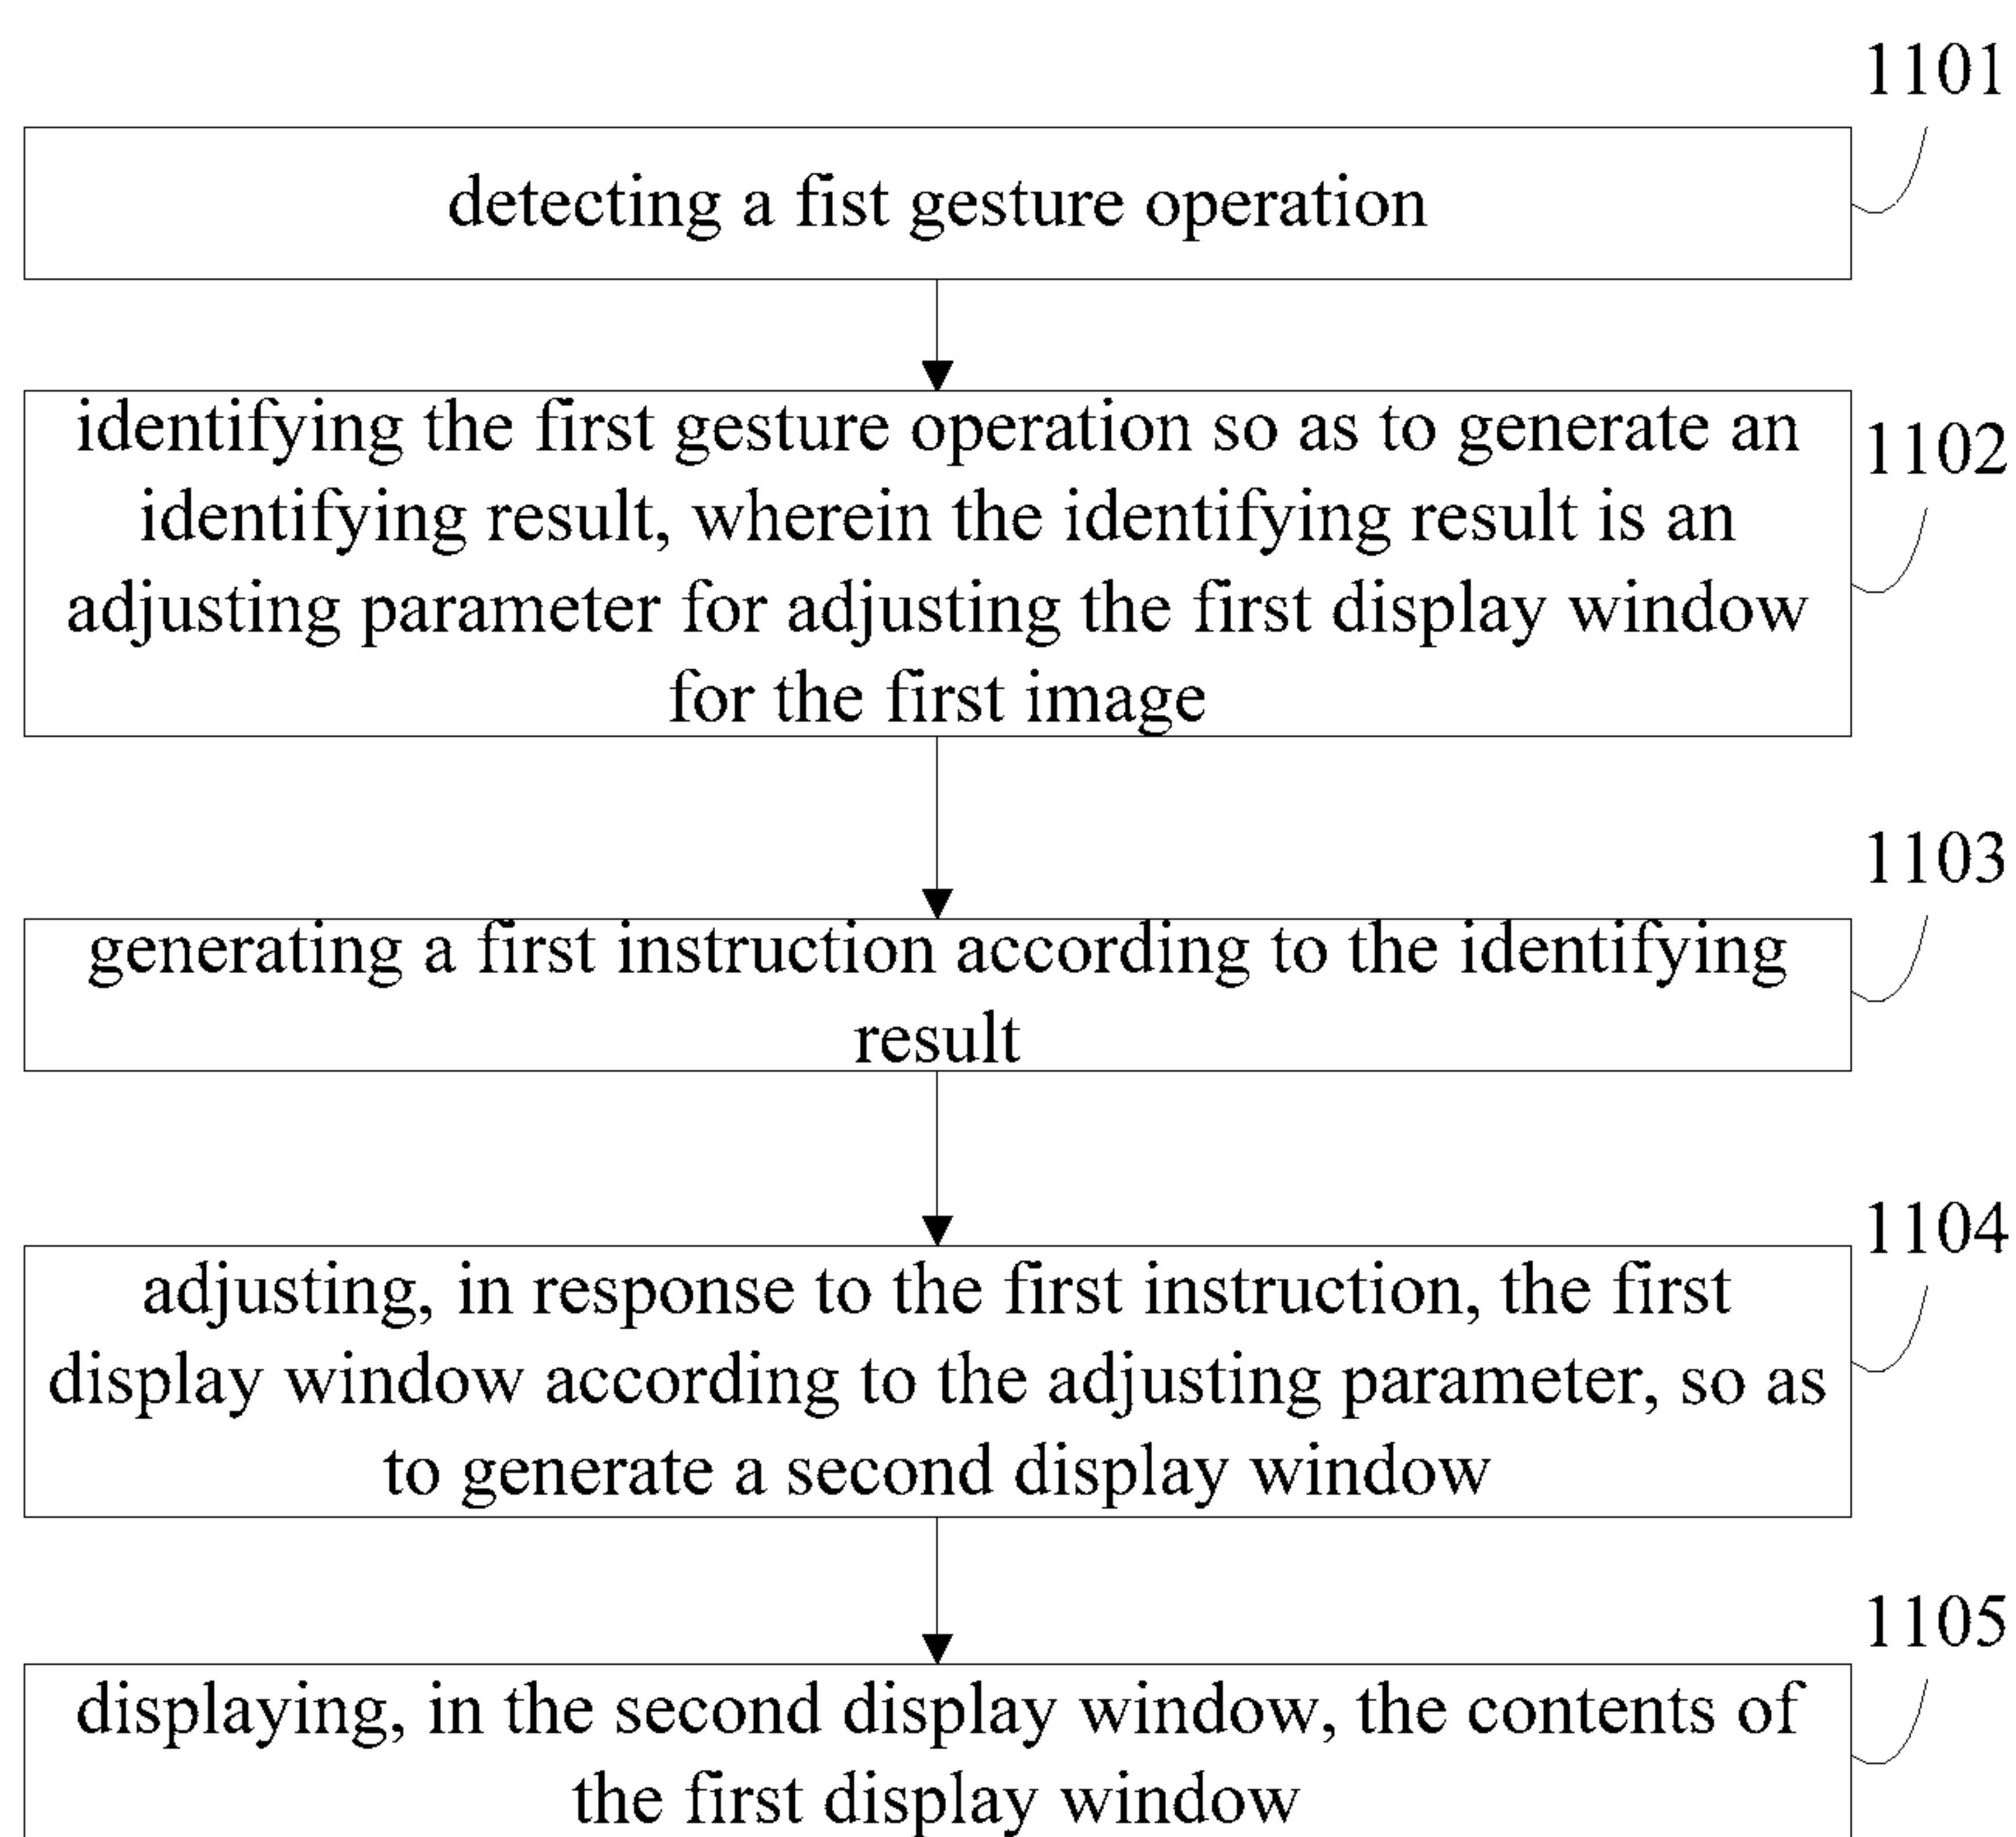 1101
detecting a fist gesture operation
identifying the first gesture operation so as to generate an
1102
identifying result, wherein the identifying result is an
adjusting parameter for adjusting the first display window
for the first image
1103
generating a first instruction according to the identifying
result
1104
adjusting, in response to the first instruction, the first
display window according to the adjusting parameter, so as
to generate a second display window
1105
displaying, in the second display window, the contents of
the first display window